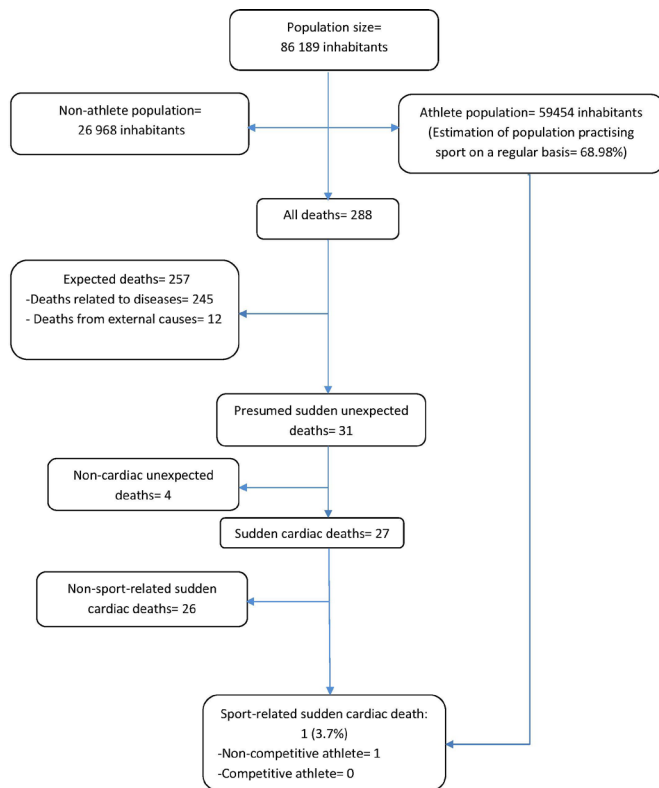 Population size=
86 189 inhabitants
Non-athlete population=
26 968 inhabitants
Athlete population= 59454 inhabitants
(Estimation of population practising
sport on a regular basis= 68.98%)
All deaths= 288
Expected deaths= 257
-Deaths related to diseases= 245
- Deaths from external causes= 12
Presumed sudden unexpected
deaths= 31
Non-cardiac unexpected
deaths= 4
Sudden cardiac deaths= 27
Non-sport-related sudden
cardiac deaths= 26
Sport-related sudden cardiac death:
1 (3.7%)
-Non-competitive athlete= 1
-Competitive athlete= 0